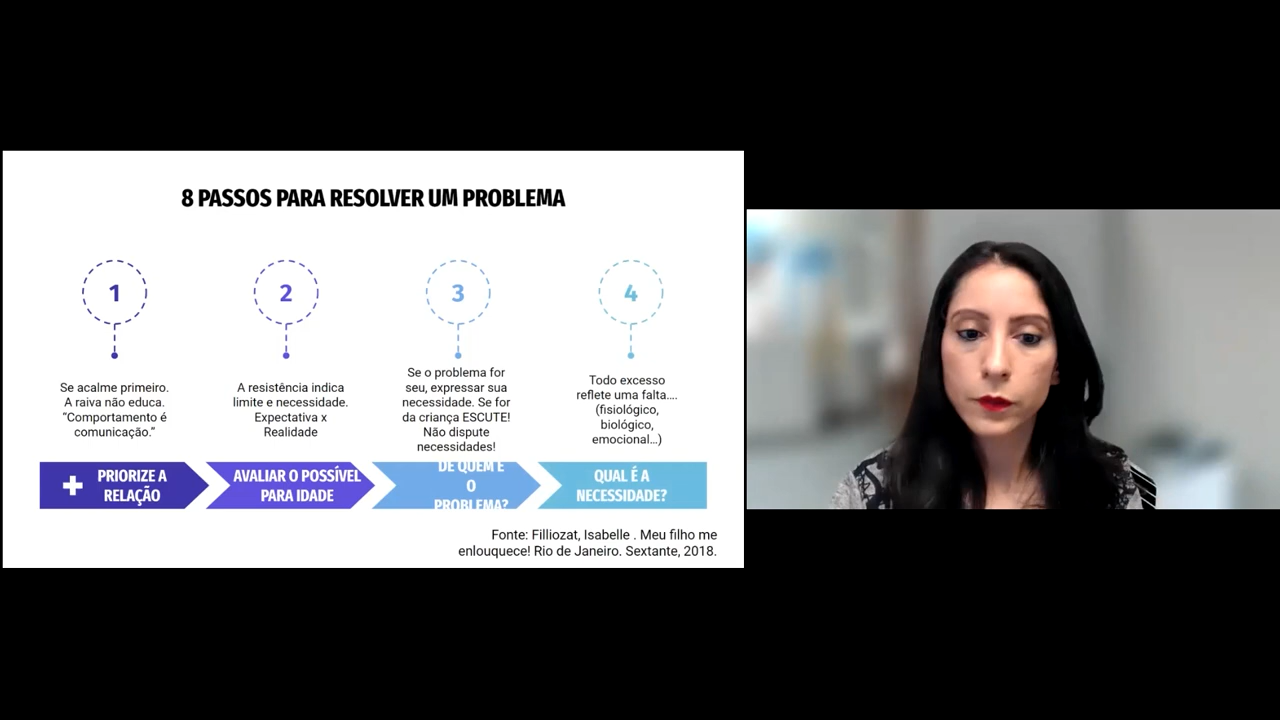 8 PASSOS PARA RESOLVER UM PROBLEMA
1
2
3
4
Se acalme primeiro.
A raiva não educa.
“Comportamento é
comunicação.”
A resistência indica
limite e necessidade.
Expectativa x
Realidade
Se o problema for
seu, expressar sua
necessidade. Se for
da criança ESCUTE!
Não dispute
necessidades!
Todo excesso
reflete uma falta....
(fisiológico,
biológico,
emocional...)
PRIORIZE A
RELAÇÃO
AVALIAR O POSSÍVEL
PARA IDADE
DE QUEM É
O
PROBLEMA?
QUAL É A
NECESSIDADE?
Fonte: Filliozat, Isabelle . Meu filho me
enlouquece! Rio de Janeiro. Sextante, 2018.